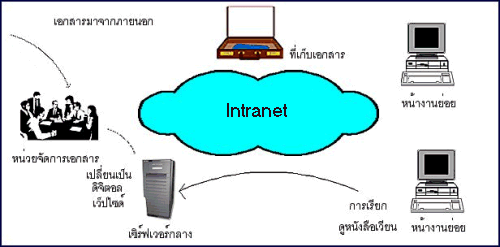 เอกสารมาจากภายนอก
ที่เก็บเอกสาร
หน้างานย่อย
Intranet
หน่วยจัดการเอกสาร
เปลี่ยนเป็น
ดิจิตอล
เว็ปไซต์
เซิร์ฟเวอร์กลาง
การเรียก
ดูหนังสือเวียน
หน้างานย่อย